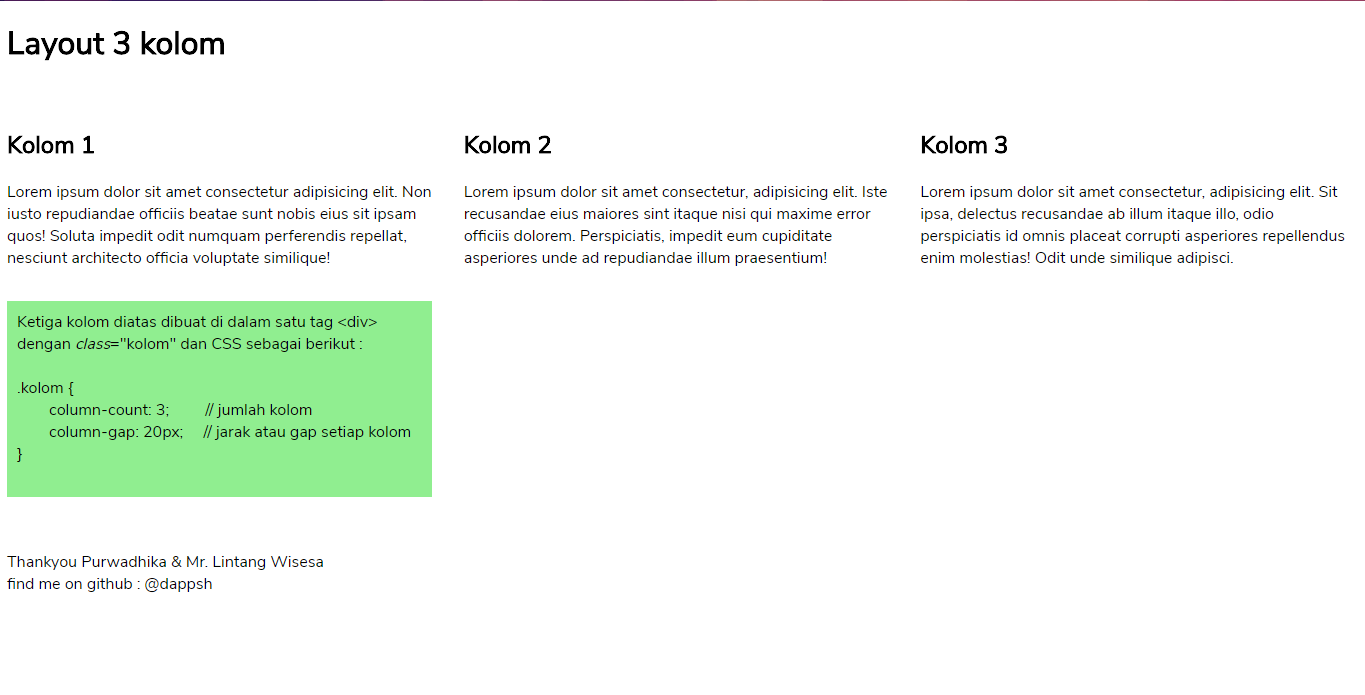 Layout 3 kolom
Kolom 1
Lorem ipsum dolor sit amet consectetur adipisicing elit. Non
iusto repudiandae officiis beatae sunt nobis eius sit ipsam
quos! Soluta impedit odit numquam perferendis repellat,
nesciunt architecto officia voluptate similique!
Kolom 2
Lorem ipsum dolor sit amet consectetur, adipisicing elit. Iste
recusandae eius maiores sint itaque nisi qui maxime error
officiis dolorem. Perspiciatis, impedit eum cupiditate
asperiores unde ad repudiandae illum praesentium!
Kolom 3
Lorem ipsum dolor sit amet consectetur, adipisicing elit. Sit
ipsa, delectus recusandae ab illum itaque illo, odio
perspiciatis id omnis placeat corrupti asperiores repellendus
enim molestias! Odit unde similique adipisci.
Ketiga kolom diatas dibuat di dalam satu tag <div>
dengan class="kolom" dan CSS sebagai berikut :
.kolom {
column-count: 3; // jumlah kolom
column-gap: 20px; // jarak atau gap setiap kolom
}
Thankyou Purwadhika & Mr. Lintang Wisesa
find me on github : @dappsh